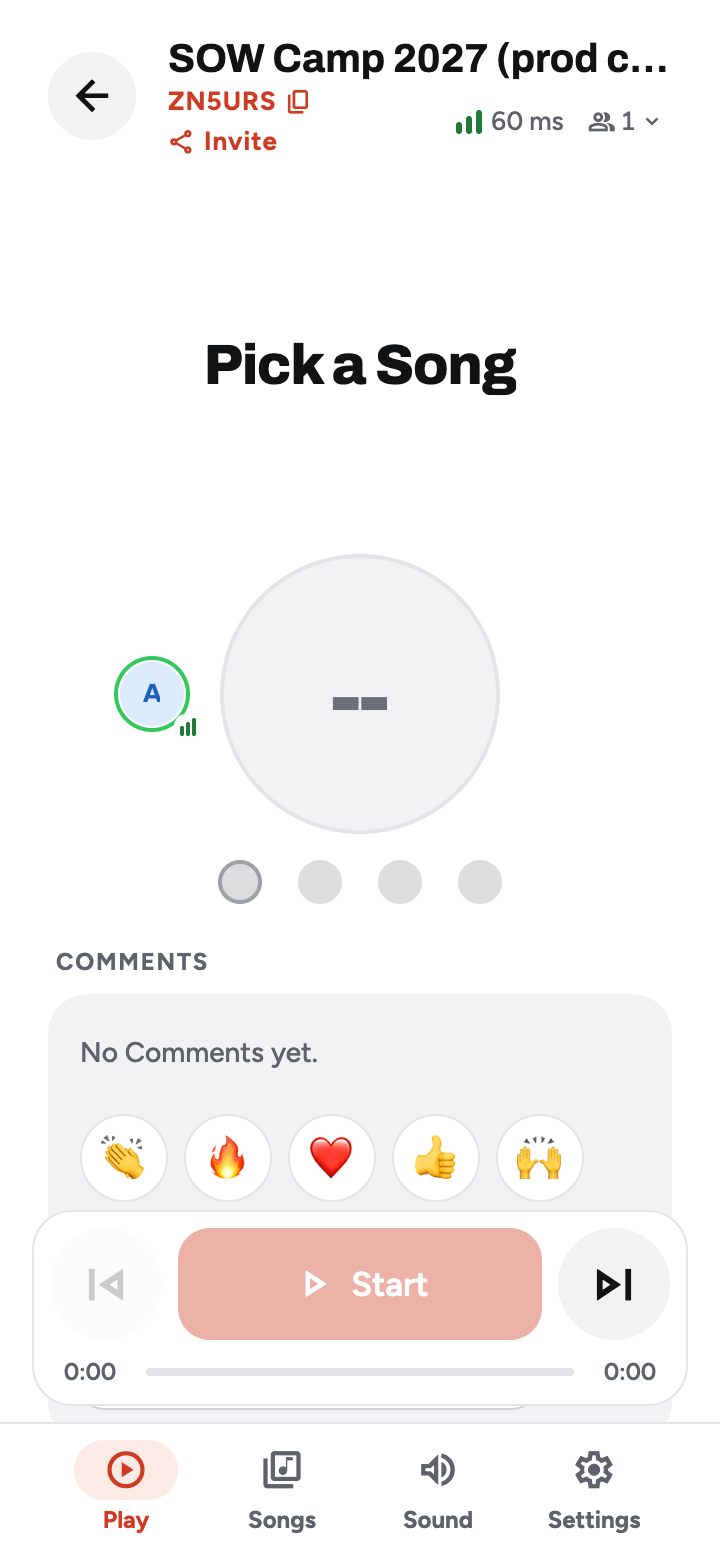 SOW Camp 2027 (prod c...
ZN5URS
Invite
60 ms
1
Pick a Song
A
--
COMMENTS
No Comments yet.
Start
0:00
0:00
Play
Songs
Sound
Settings